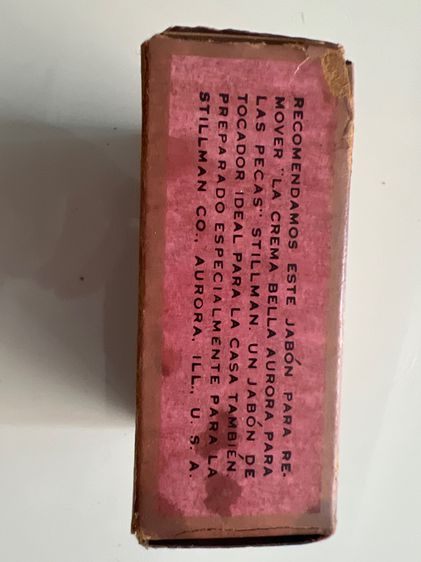 RECOMENDAMOS ESTE JABÓN PARA RE-
MOVER "LA CREMA BELLA AURORA PARA
LAS PECAS" STILLMAN. UN JABÓN DE
TOCADOR IDEAL PARA LA CASA TAMBIÉN.
PREPARADO ESPECIALMENTE PARA LA
STILLMAN CO., AURORA, ILL., U. S. A.